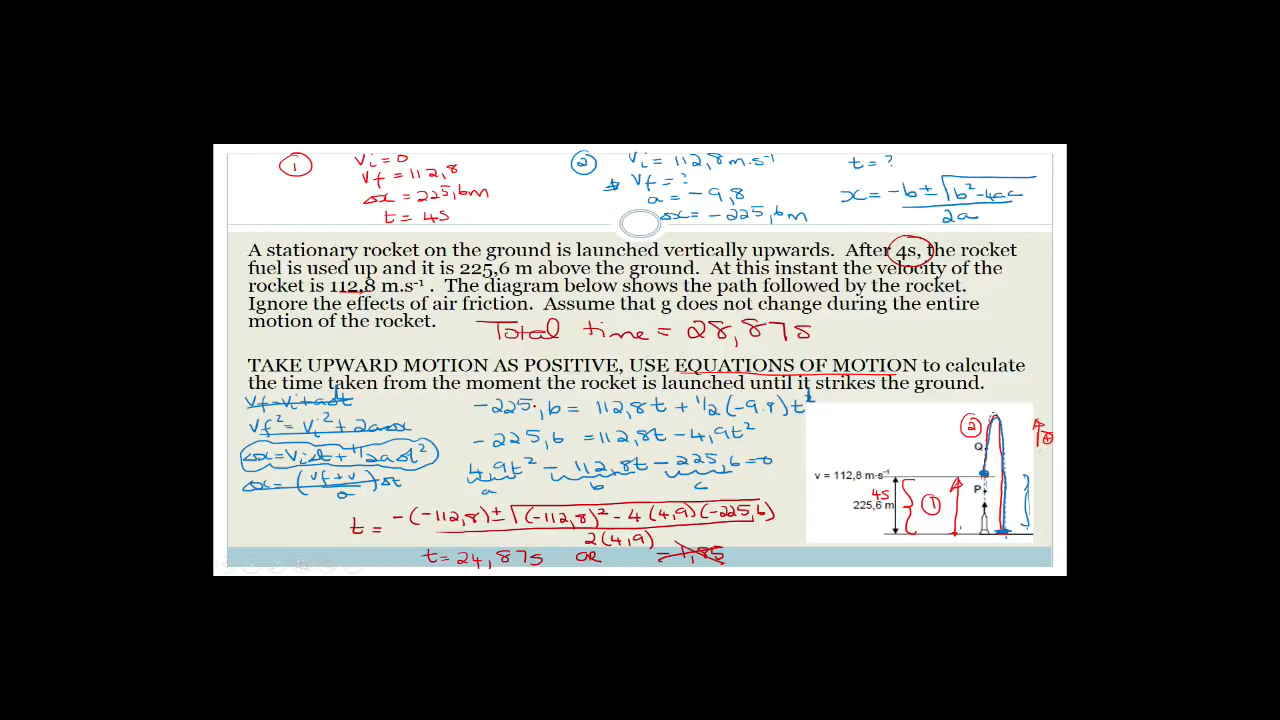 ① Vi = 0
Vf = 112,8
Δx = 225,6m
t = 4s
② Vi = 112,8 m.s⁻¹
Vf = ?
a = -9,8
Δx = -225,6m
t = ?
x = -b ± √b² - 4ac / 2a
A stationary rocket on the ground is launched vertically upwards. After 4s, the rocket
fuel is used up and it is 225,6 m above the ground. At this instant the velocity of the
rocket is 112,8 m.s⁻¹ . The diagram below shows the path followed by the rocket.
Ignore the effects of air friction. Assume that g does not change during the entire
motion of the rocket.
Total time = 28,87s
TAKE UPWARD MOTION AS POSITIVE, USE EQUATIONS OF MOTION to calculate
the time taken from the moment the rocket is launched until it strikes the ground.
Vf = Vi + aΔt
Vf² = Vi² + 2aΔx
Δx = ViΔt + 1/2 aΔt²
Δx = (Vf+Vi / a) Δt
-225,6 = 112,8t + 1/2 (-9.8)t²
-225,6 = 112,8t - 4,9t²
4,9t² - 112,8t - 225,6 = 0
a b c
t = -(-112,8) ± √(-112,8)² - 4(4,9)(-225,6) / 2(4,9)
t = 24,87s OR -1,85
②
Q
⊕
v = 112,8 m·s⁻¹
4s
P
225,6 m
①